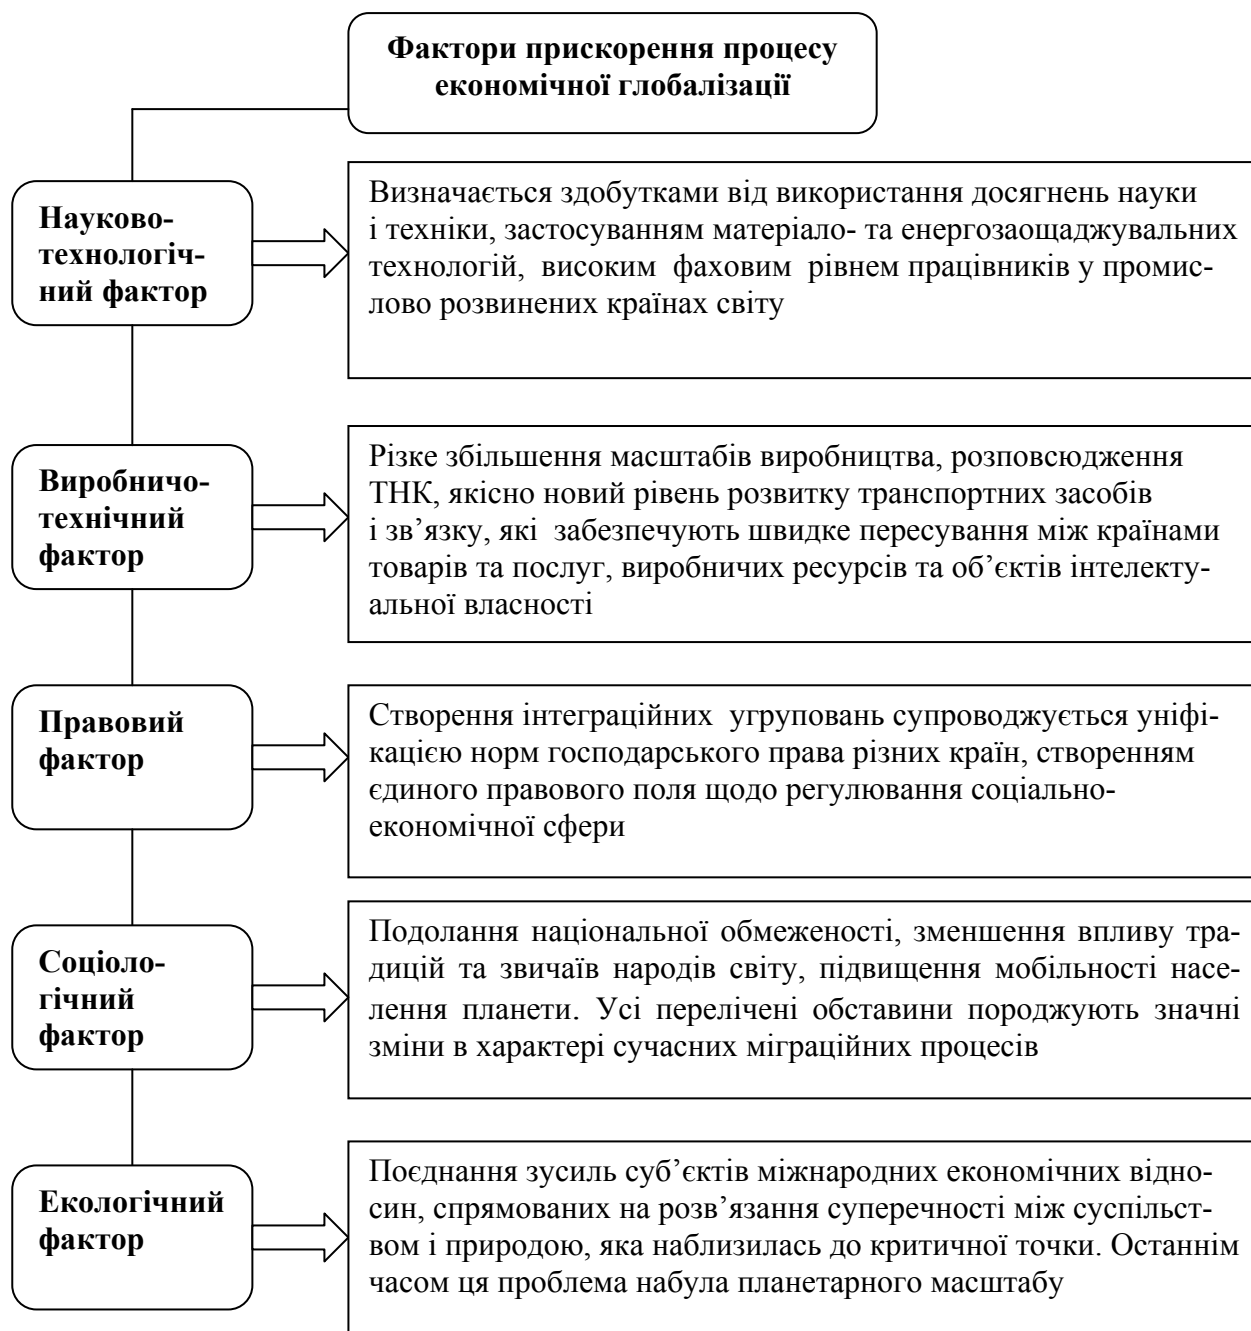 Фактори прискорення процесу
економічної глобалізації
Науково-
технологіч-
ний фактор
Визначається здобутками від використання досягнень науки
і техніки, застосуванням матеріало- та енергозаощаджувальних
технологій, високим фаховим рівнем працівників у промис-
лово розвинених країнах світу
Виробничо-
технічний
фактор
Різке збільшення масштабів виробництва, розповсюдження
ТНК, якісно новий рівень розвитку транспортних засобів
і зв’язку, які забезпечують швидке пересування між країнами
товарів та послуг, виробничих ресурсів та об’єктів інтелекту-
альної власності
Правовий
фактор
Створення інтеграційних угруповань супроводжується уніфі-
кацією норм господарського права різних країн, створенням
єдиного правового поля щодо регулювання соціально-
економічної сфери
Соціоло-
гічний
фактор
Подолання національної обмеженості, зменшення впливу тра-
дицій та звичаїв народів світу, підвищення мобільності насе-
лення планети. Усі перелічені обставини породжують значні
зміни в характері сучасних міграційних процесів
Екологічний
фактор
Поєднання зусиль суб’єктів міжнародних економічних відно-
син, спрямованих на розв’язання суперечності між суспільст-
вом і природою, яка наблизилась до критичної точки. Останнім
часом ця проблема набула планетарного масштабу